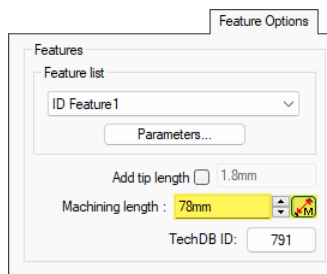 Feature Options
Features
Feature list
ID Feature1
Parameters...
Add tip length 1.8mm
Machining length : 78mm M
TechDB ID: 791